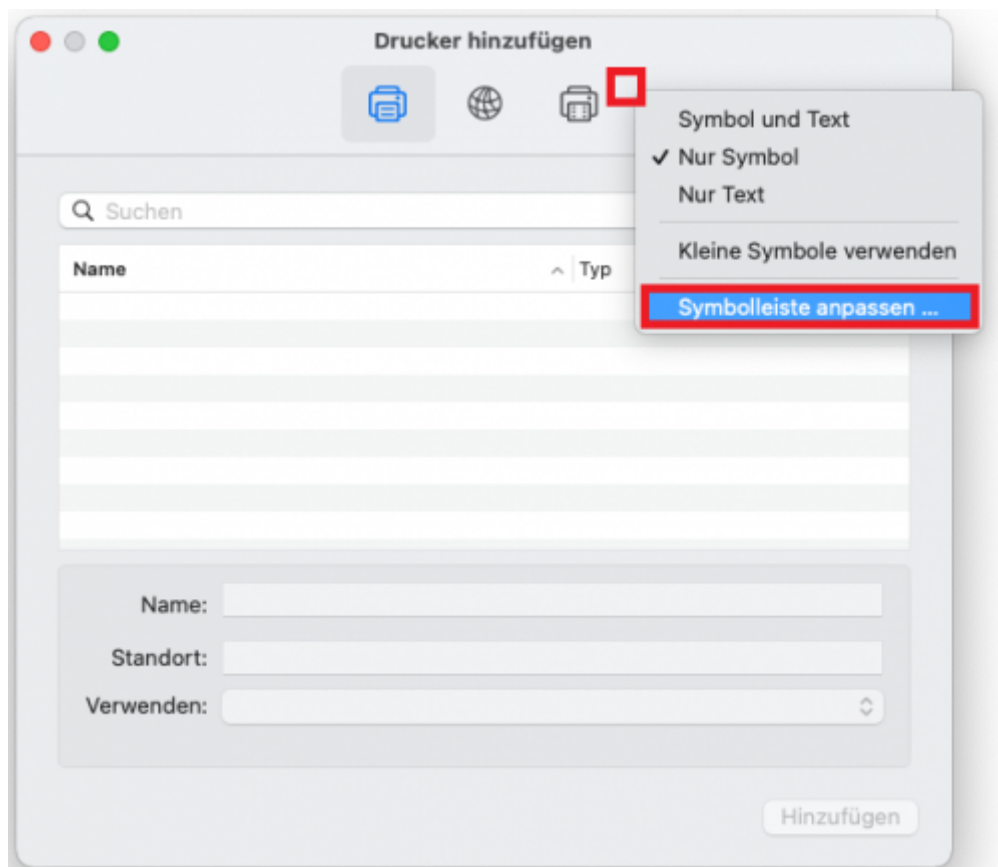 Drucker hinzufügen
Symbol und Text
Nur Symbol
Nur Text
Kleine Symbole verwenden
Symbolleiste anpassen ...
Suchen
Name
Typ
Name:
Standort:
Verwenden:
Hinzufügen